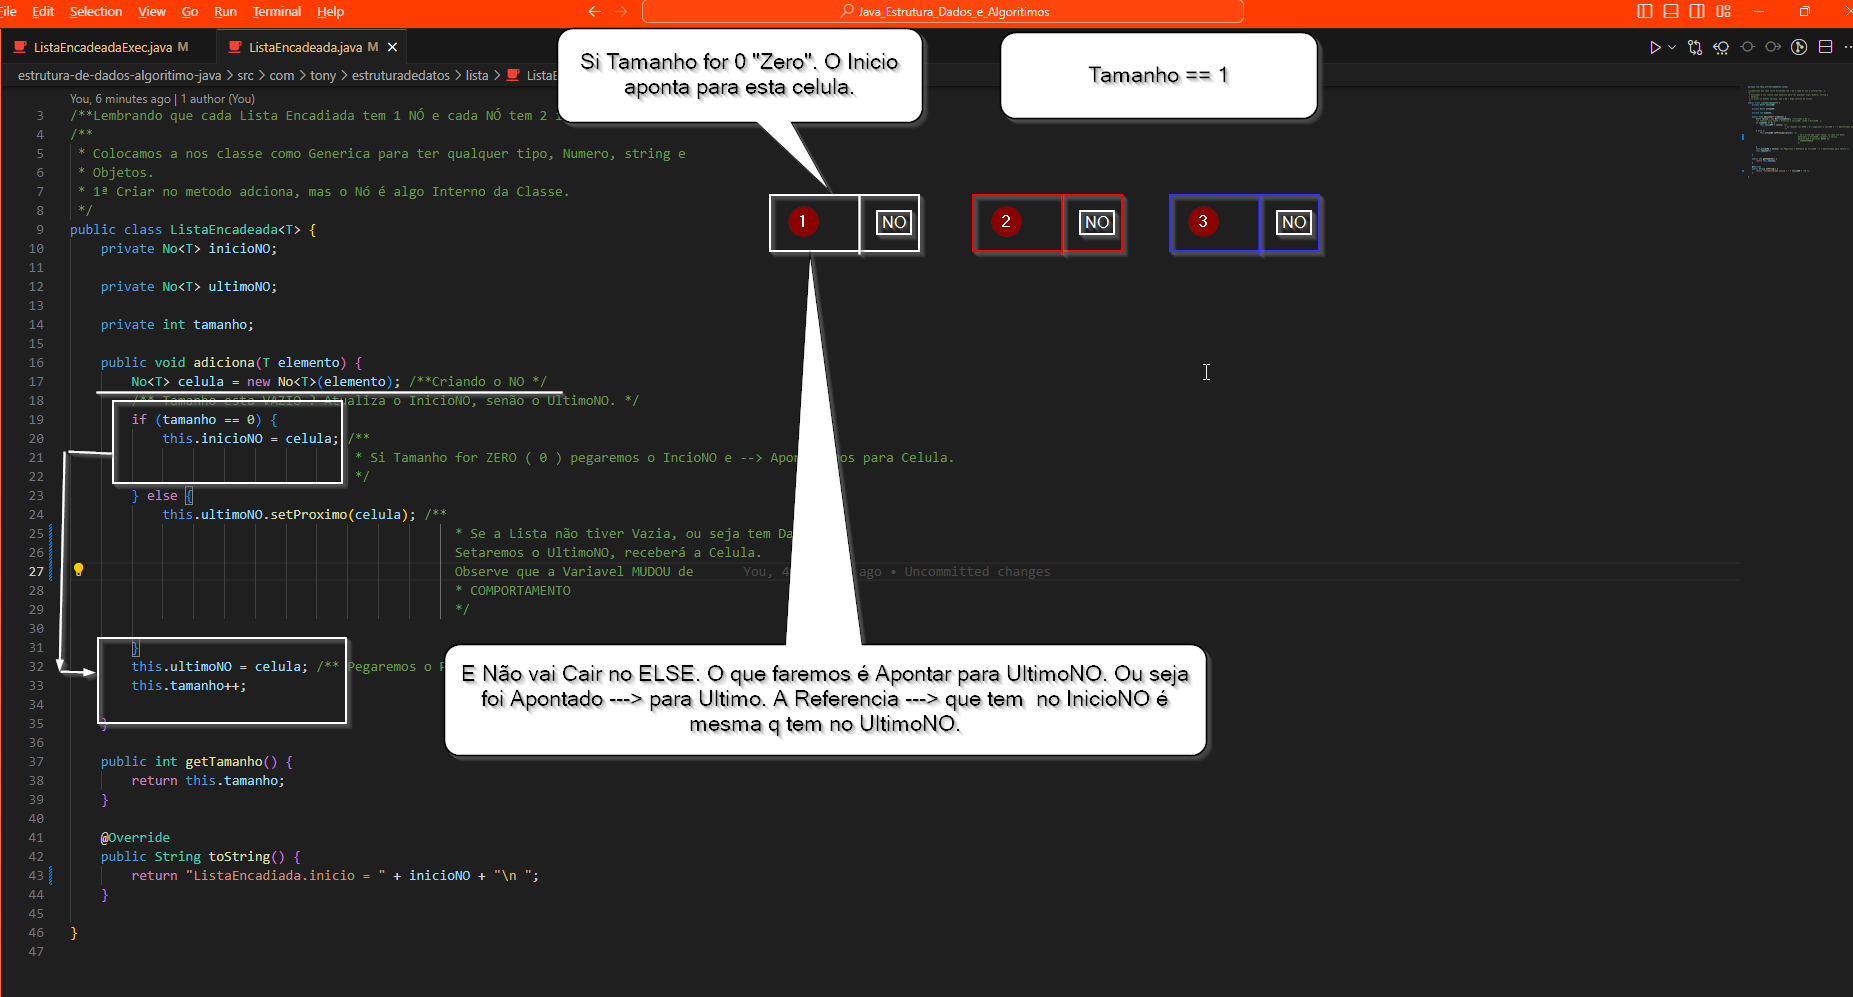 File Edit Selection View Go Run Terminal Help
Java_Estrutura_Dados_e_Algoritimos
ListaEncadeadaExec.java M
ListaEncadeada.java M
estrutura-de-dados-algoritimo-java > src > com > tony > estruturadedatos > lista >
You, 6 minutes ago | 1 author (You)
3 /**Lembrando que cada Lista Encadiada tem 1 NÓ e cada NÓ tem 2
4 /**
5 * Colocamos a nos classe como Generica para ter qualquer tipo, Numero, string e
6 * Objetos.
7 * 1ª Criar no metodo adciona, mas o Nó é algo Interno da Classe.
8 */
9 public class ListaEncadeada<T> {
10 private No<T> inicioNO;
11
12 private No<T> ultimoNO;
13
14 private int tamanho;
15
16 public void adiciona(T elemento) {
17 No<T> celula = new No<T>(elemento); /**Criando o NO */
18 /** Tamanho esta VAZIO ? Atualiza o InicioNO, senão o UltimoNO. */
19 if (tamanho == 0) {
20 this.inicioNO = celula; /**
21 * Si Tamanho for ZERO ( 0 ) pegaremos o IncioNO e --> para Celula.
22 */
23 } else {
24 this.ultimoNO.setProximo(celula); /**
25 * Se a Lista não tiver Vazia, ou seja tem
26 Setaremos o UltimoNO, receberá a Celula.
27 Observe que a Variavel MUDOU de You, ago • Uncommitted changes
28 * COMPORTAMENTO
29 */
30
31 }
32 this.ultimoNO = celula; /** Pegaremos o
33 this.tamanho++;
34
35 }
36
37 public int getTamanho() {
38 return this.tamanho;
39 }
40
41 @Override
42 public String toString() {
43 return "ListaEncadiada.inicio = " + inicioNO + "\n ";
44 }
45
46 }
47
Si Tamanho for 0 "Zero". O Inicio
aponta para esta celula.
Tamanho == 1
1 NO 2 NO 3 NO
E Não vai Cair no ELSE. O que faremos é Apontar para UltimoNO. Ou seja
foi Apontado ---> para Ultimo. A Referencia ---> que tem no InicioNO é
mesma q tem no UltimoNO.